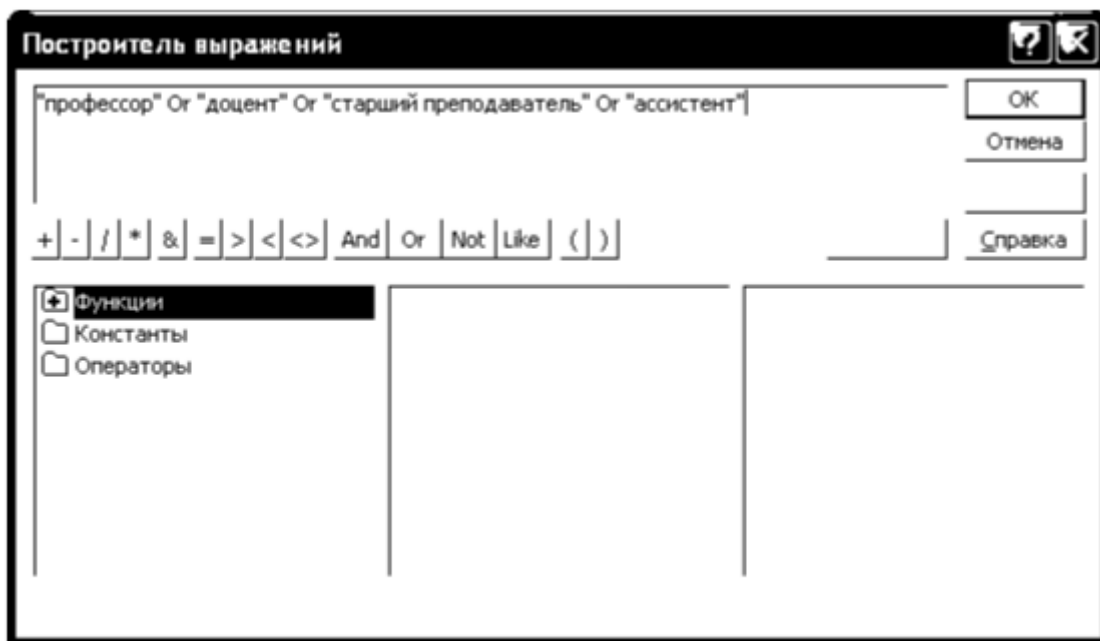 Построитель выражений
"профессор" Or "доцент" Or "старший преподаватель" Or "ассистент"
ОК
Отмена
+ - / * & = > < <> And Or Not Like ( )
Справка
Функции
Константы
Операторы